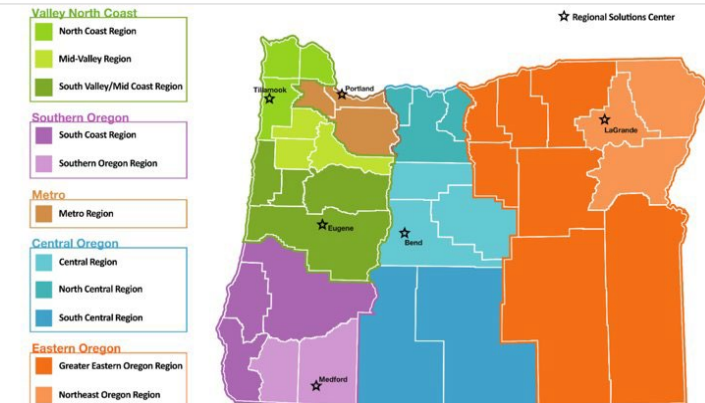 Valley North Coast
North Coast Region
Mid-Valley Region
South Valley/Mid Coast Region
Southern Oregon
South Coast Region
Southern Oregon Region
Metro
Metro Region
Central Oregon
Central Region
North Central Region
South Central Region
Eastern Oregon
Greater Eastern Oregon Region
Northeast Oregon Region
Regional Solutions Center
Tillamook
Portland
LaGrande
Eugene
Bend
Medford